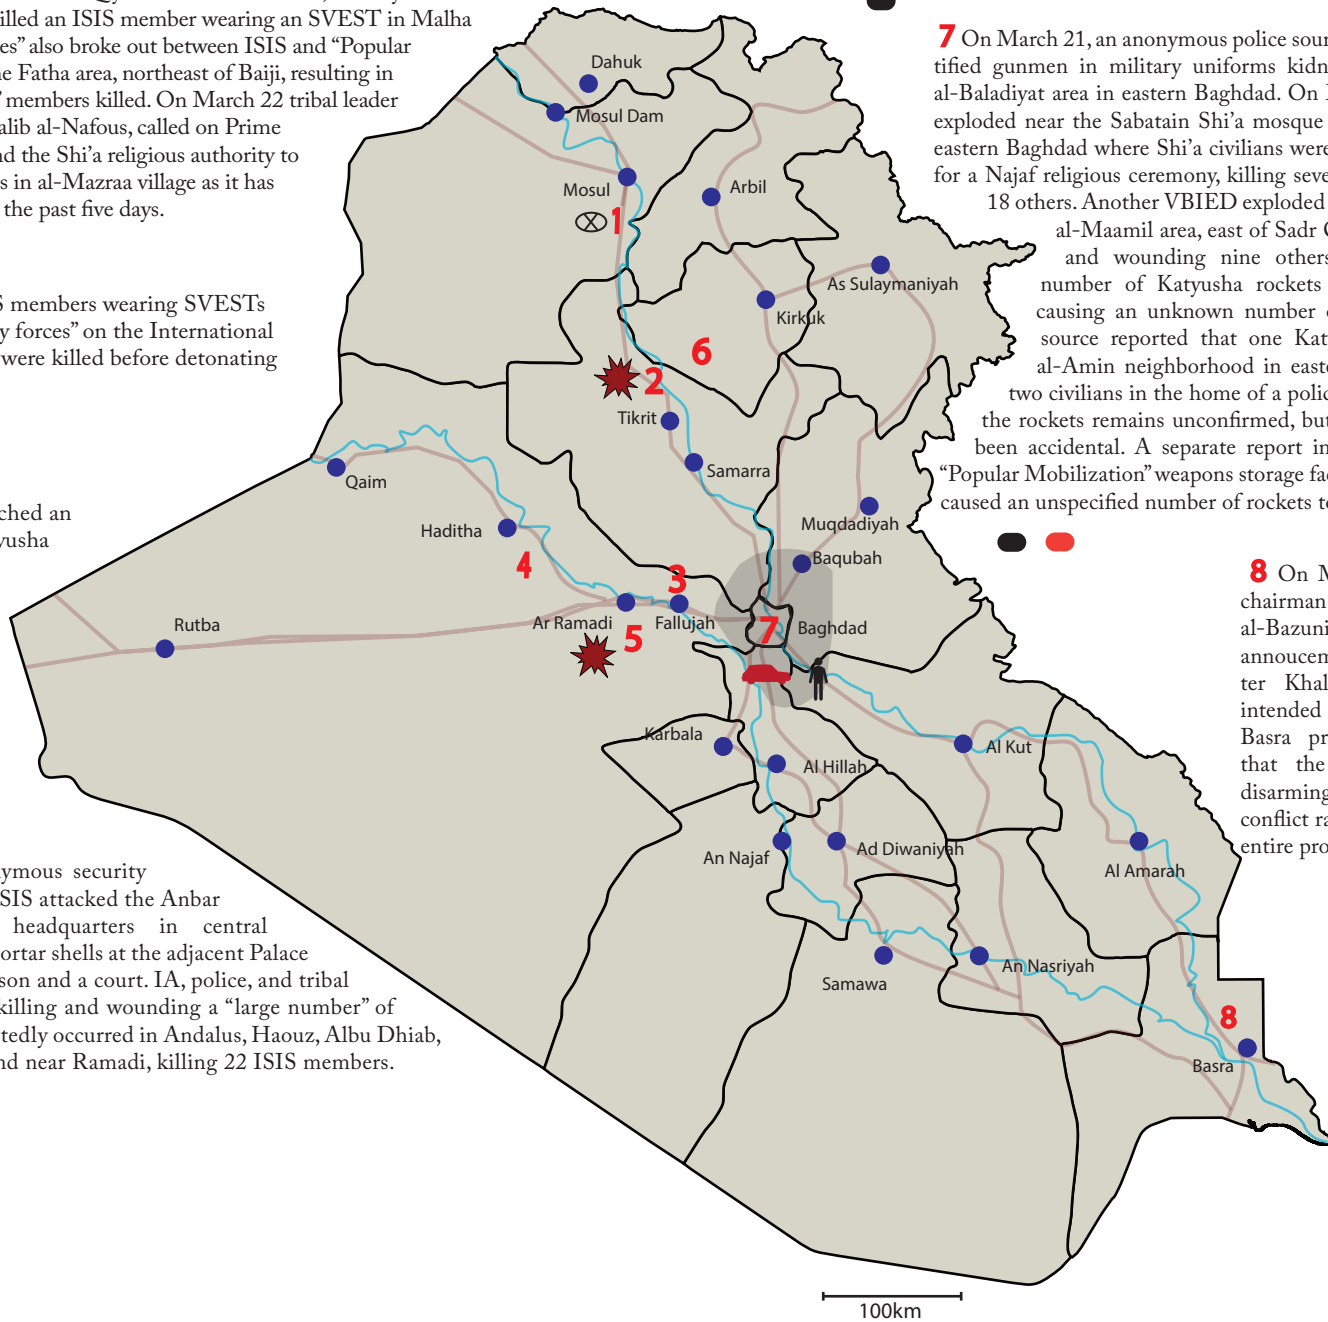 illed an ISIS member wearing an SVEST in Malha
es” also broke out between ISIS and “Popular
ne Fatha area, northeast of Baiji, resulting in
” members killed. On March 22 tribal leader
alib al-Nafous, called on Prime
nd the Shi’a religious authority to
s in al-Mazraa village as it has
the past five days.
S members wearing SVESTs
y forces” on the International
were killed before detonating
ched an
yusha
nymous security
ISIS attacked the Anbar
headquarters in central
ortar shells at the adjacent Palace
son and a court. IA, police, and tribal
killing and wounding a “large number” of
rtedly occurred in Andalus, Haouz, Albu Dhiab,
nd near Ramadi, killing 22 ISIS members.
Dahuk
Mosul Dam
Mosul
Arbil
1
As Sulaymaniyah
Kirkuk
6
2
Tikrit
Samarra
Qaim
Haditha
Muqdadiyah
Baqubah
4
3
Ar Ramadi
Fallujah
5
7
Baghdad
Rutba
Karbala
Al Hillah
Al Kut
An Najaf
Ad Diwaniyah
Al Amarah
Samawa
An Nasriyah
8
Basra
100km
7 On March 21, an anonymous police sour
tified gunmen in military uniforms kidn
al-Baladiyat area in eastern Baghdad. On
exploded near the Sabatain Shi’a mosque
eastern Baghdad where Shi’a civilians were
for a Najaf religious ceremony, killing seve
18 others. Another VBIED exploded
al-Maamil area, east of Sadr
and wounding nine others
number of Katyusha rockets
causing an unknown number
source reported that one Kat
al-Amin neighborhood in easte
two civilians in the home of a polic
the rockets remains unconfirmed, but
been accidental. A separate report in
“Popular Mobilization” weapons storage fac
caused an unspecified number of rockets to
8 On M
chairman
al-Bazuni
annoucem
ter Khal
intended
Basra pr
that the
disarming
conflict ra
entire pro